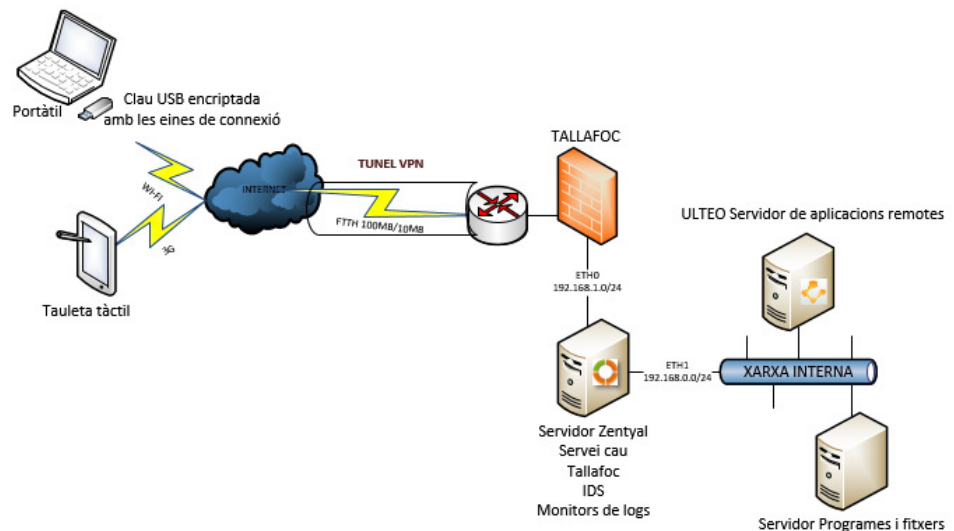 Portàtil
Clau USB encriptada
amb les eines de connexió
WI-FI
3G
Tauleta tàctil
INTERNET
TUNEL VPN
FTTH 100MB/10MB
TALLAFOC
ETH0
192.168.1.0/24
ULTEO Servidor de aplicacions remotes
ETH1
192.168.0.0/24
XARXA INTERNA
Servidor Zentyal
Servei cau
Tallafoc
IDS
Monitors de logs
Servidor Programes i fitxers